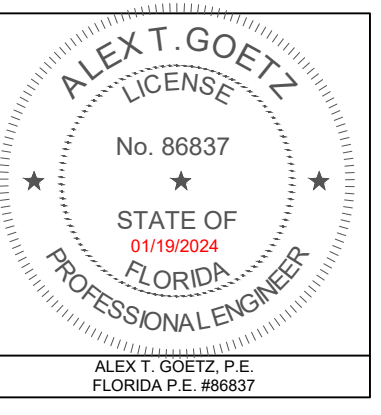 ALEX T. GOETZ
LICENSE
No. 86837
STATE OF
01/19/2024
FLORIDA
PROFESSIONAL ENGINEER
ALEX T. GOETZ, P.E.
FLORIDA P.E. #86837